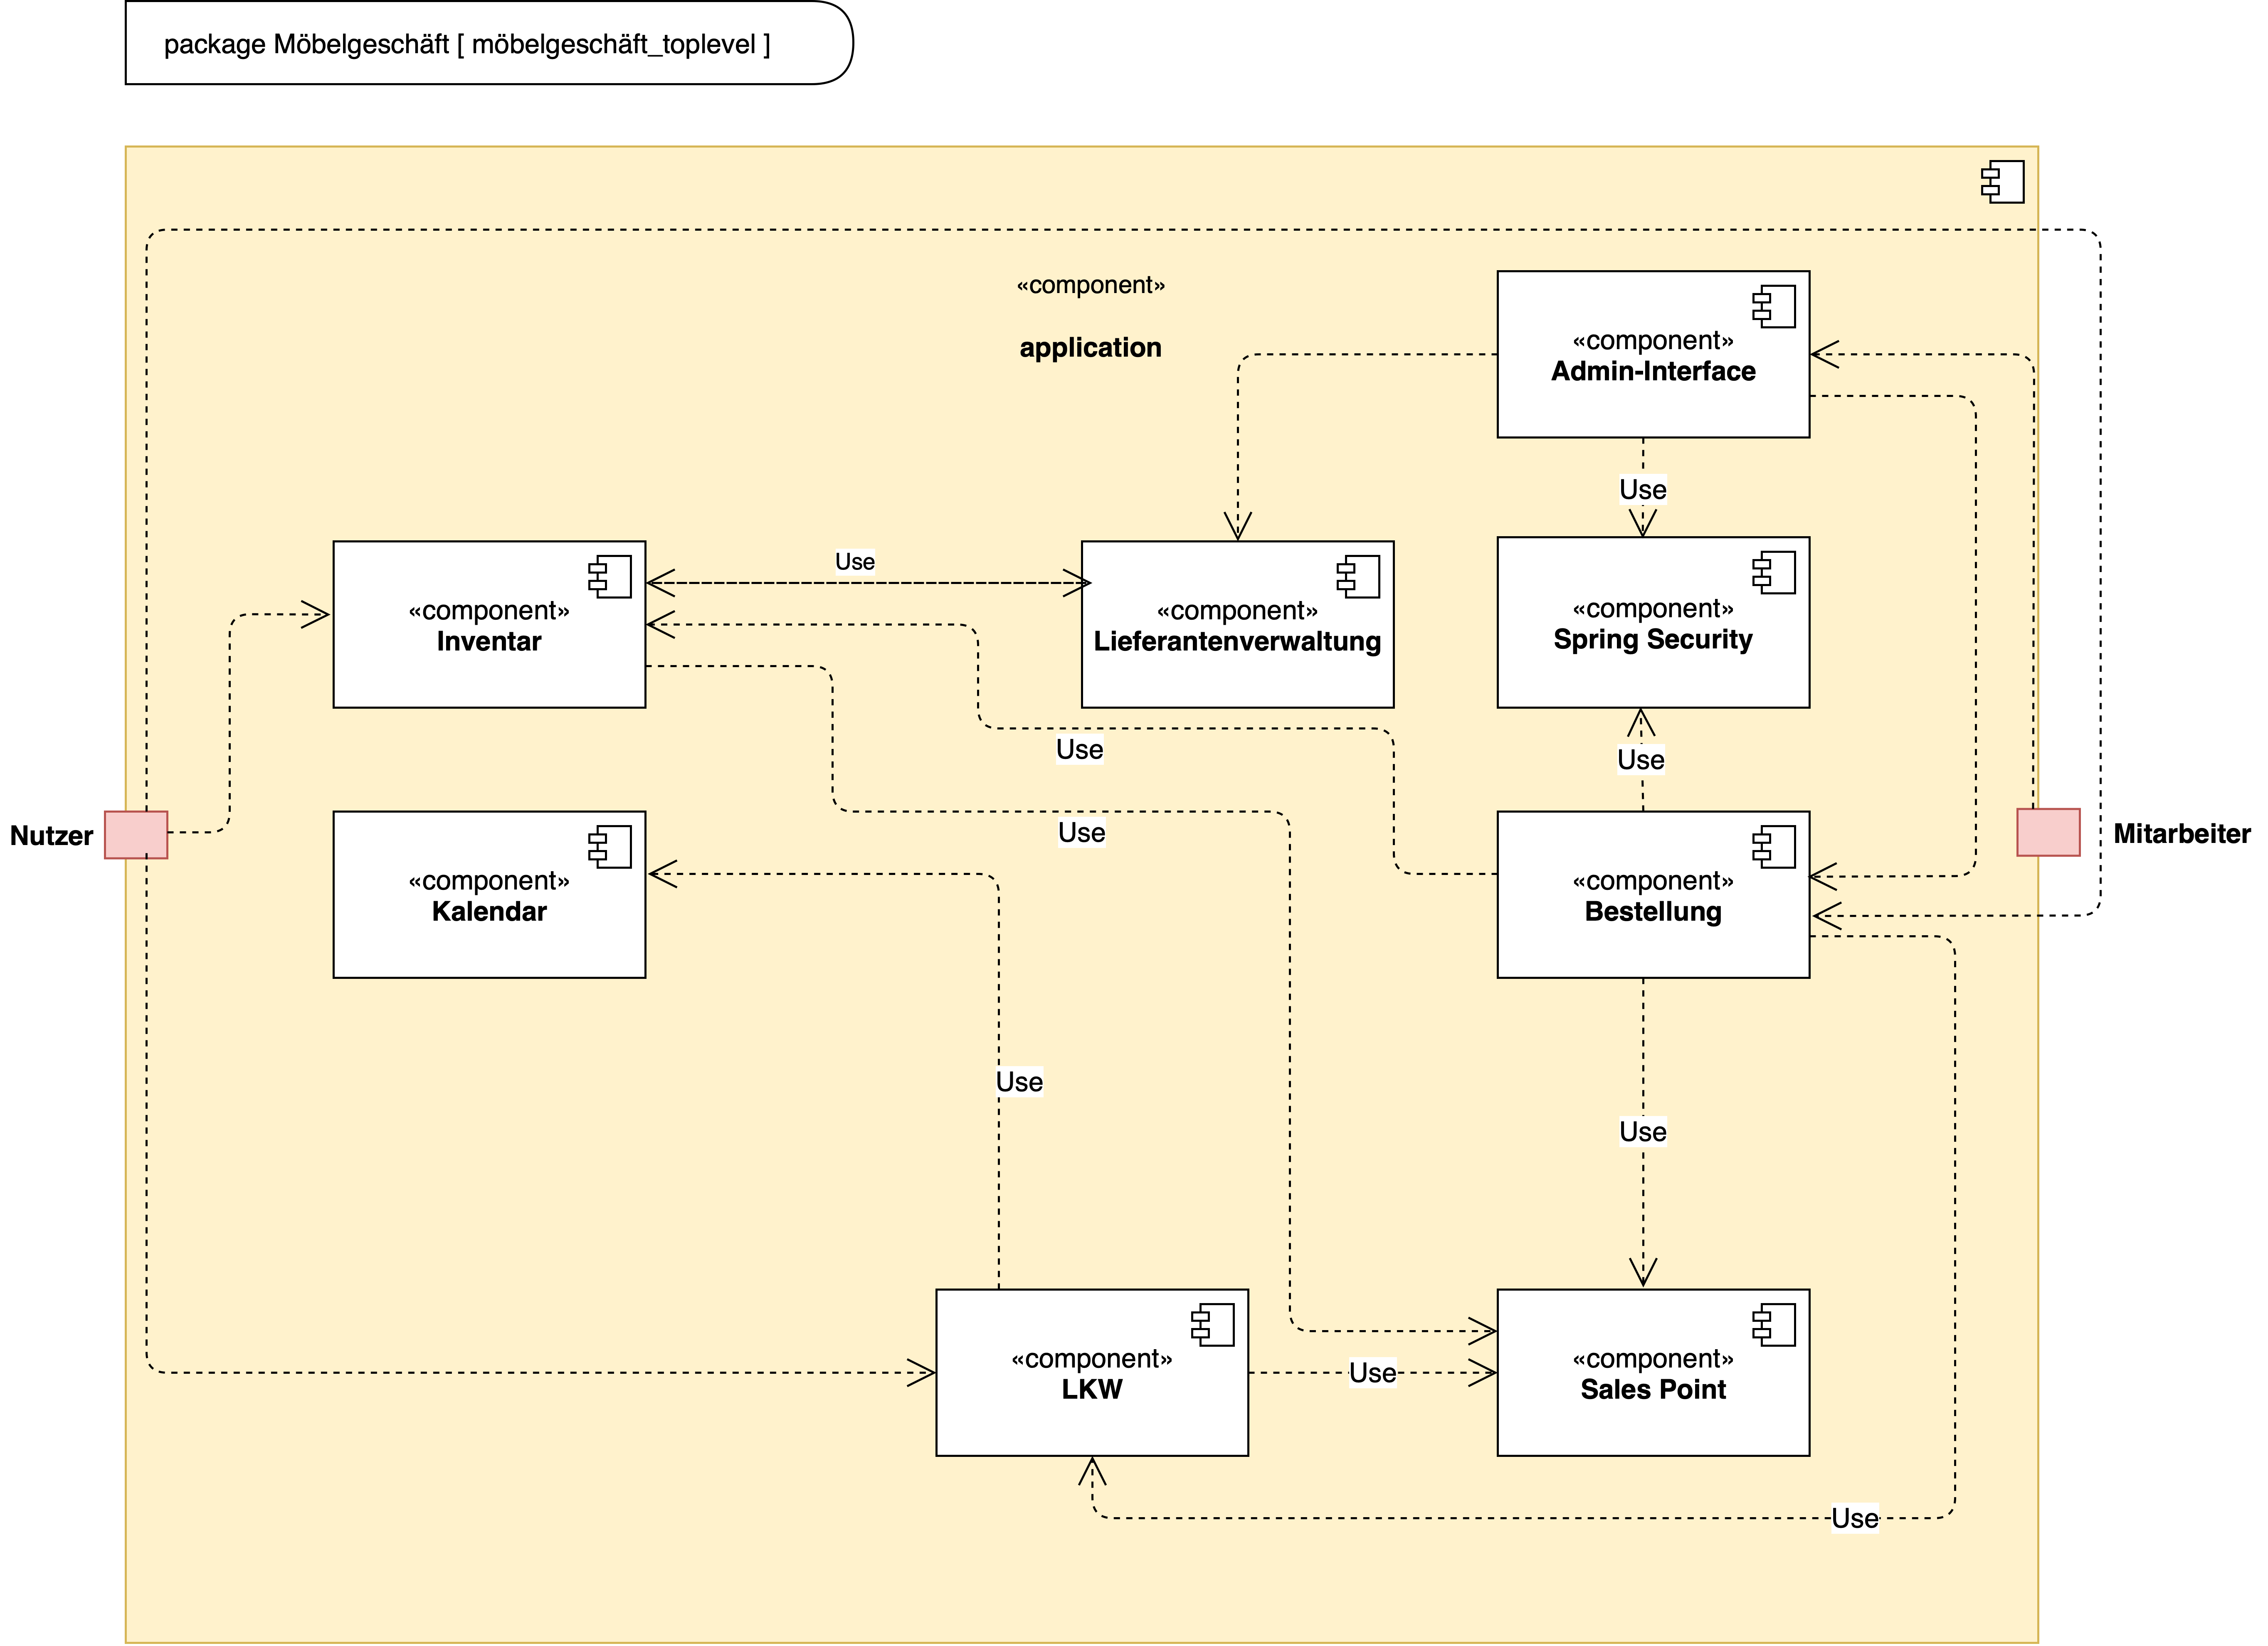 package Möbelgeschäft [ möbelgeschäft_toplevel ]
«component»
application
«component»
Admin-Interface
Use
Use
«component»
Inventar
«component»
Lieferantenverwaltung
«component»
Spring Security
Use
Use
Use
Nutzer
Mitarbeiter
«component»
Kalendar
«component»
Bestellung
Use
Use
«component»
LKW
Use
«component»
Sales Point
Use